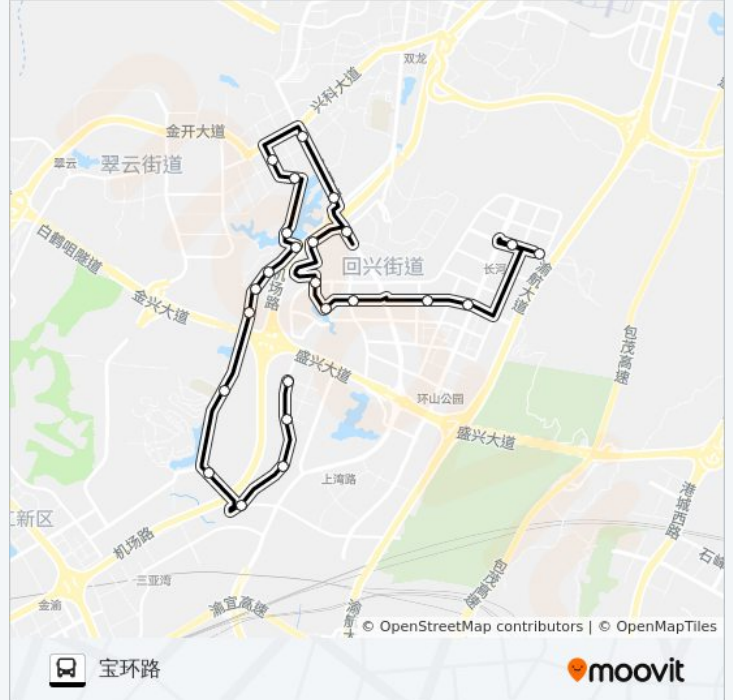 双龙
兴科大道
金开大道
翠云
翠云街道
白鹤咀隧道
回兴街道
长河
机场路
渝航大道
金兴大道
包茂高速
盛兴大道
环山公园
盛兴大道
上湾路
港城西路
新区
机场路
石
三亚湾
包茂高速
金渝
渝宜高速
渝航
© OpenStreetMap contributors | © OpenMapTiles
宝环路
moovit